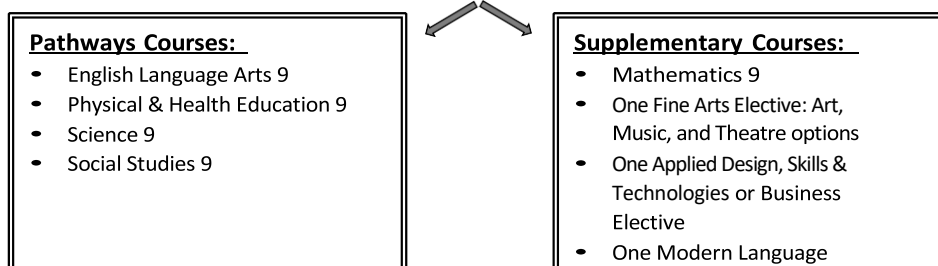 Pathways Courses:
• English Language Arts 9
• Physical & Health Education 9
• Science 9
• Social Studies 9
Supplementary Courses:
• Mathematics 9
• One Fine Arts Elective: Art,
Music, and Theatre options
• One Applied Design, Skills &
Technologies or Business
Elective
• One Modern Language